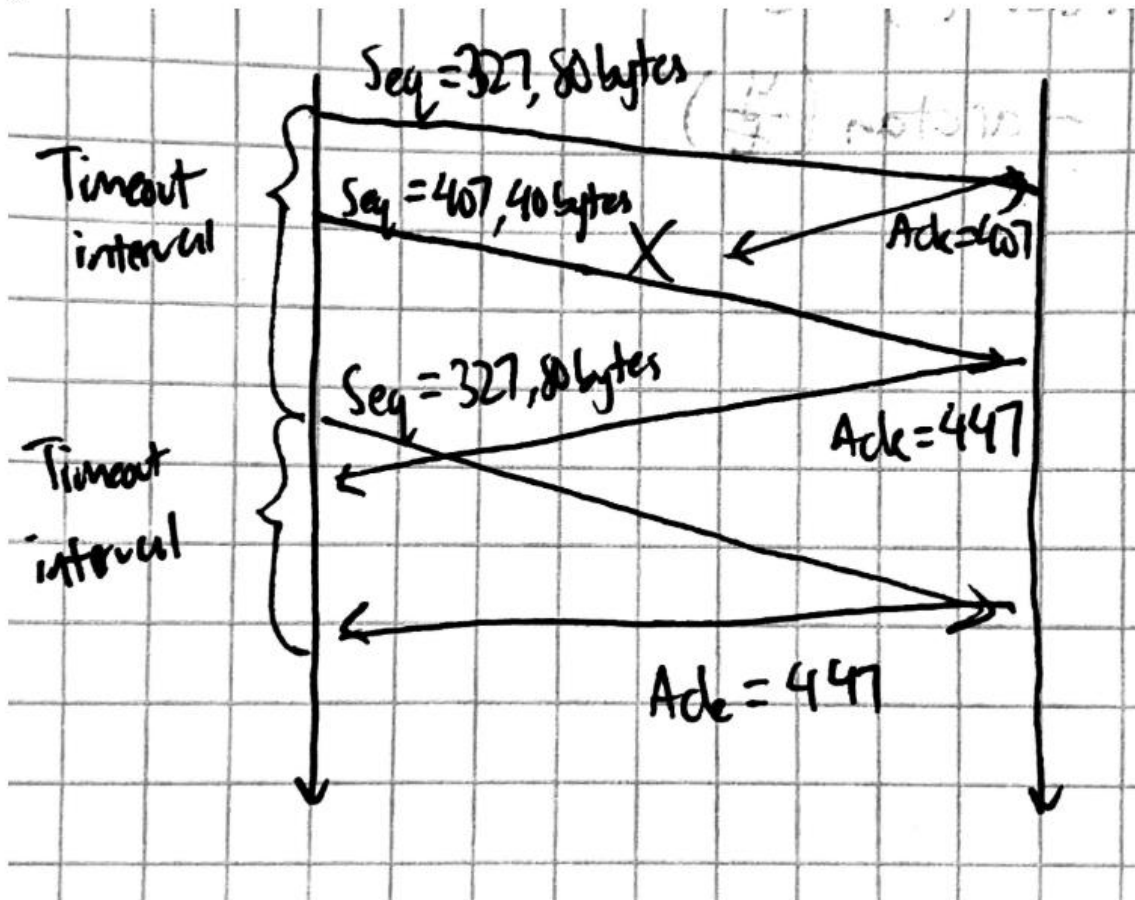 Seq = 327, 80 bytes
Timeout
interval
Seq = 407, 40 bytes
Ack = 407
X
Seq = 327, 80 bytes
Ack = 447
Timeout
interval
Ack = 447